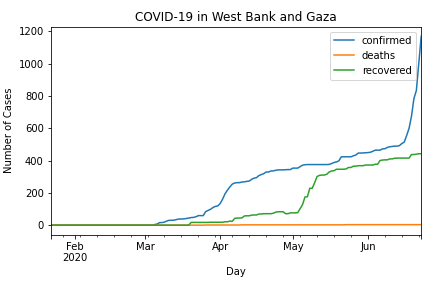 COVID-19 in West Bank and Gaza
1200
1000
800
600
400
200
0
Number of Cases
confirmed
deaths
recovered
Feb
2020
Mar
Apr
May
Jun
Day